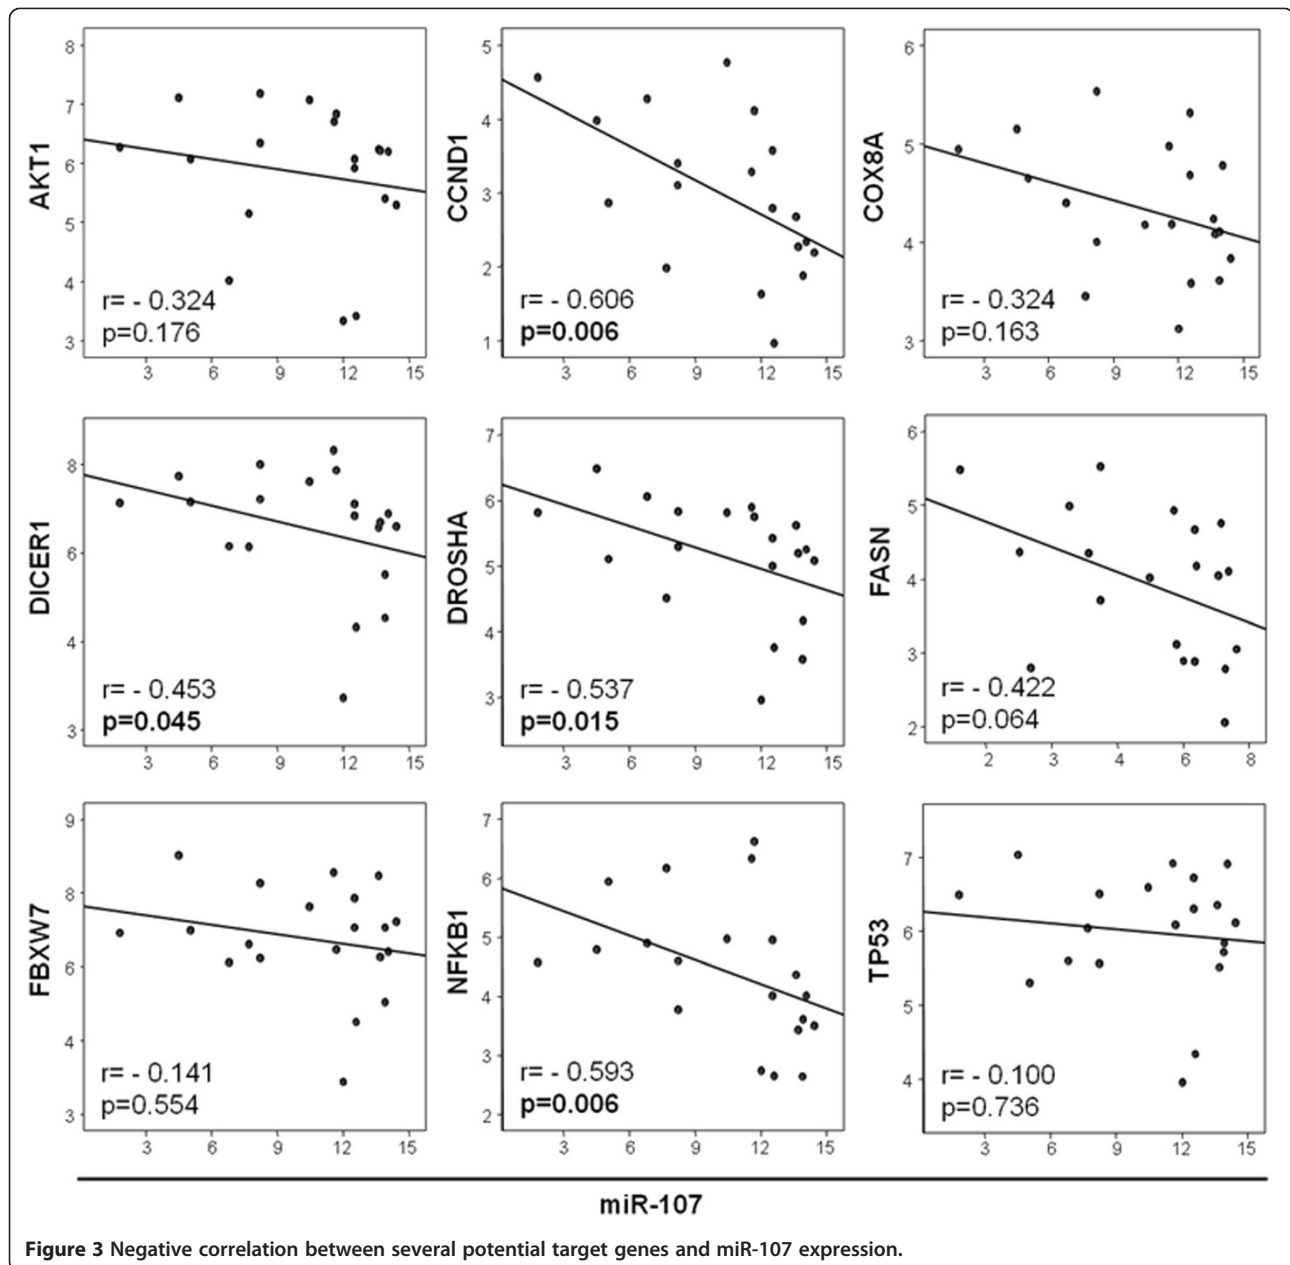 AKT1
8
7
6
5
4
3
r= - 0.324
p=0.176
3 6 9 12 15
CCND1
5
4
3
2
1
r= - 0.606
p=0.006
3 6 9 12 15
COX8A
6
5
4
3
r= - 0.324
p=0.163
3 6 9 12 15
DICER1
8
6
4
3
r= - 0.453
p=0.045
3 6 9 12 15
DROSHA
7
6
5
4
3
r= - 0.537
p=0.015
3 6 9 12 15
FASN
6
5
4
3
2
r= - 0.422
p=0.064
2 3 4 6 8
FBXW7
9
8
6
4
3
r= - 0.141
p=0.554
3 6 9 12 15
NFKB1
7
6
5
4
3
2
r= - 0.593
p=0.006
3 6 9 12 15
TP53
7
6
5
4
r= - 0.100
p=0.736
3 6 9 12 15
miR-107
Figure 3 Negative correlation between several potential target genes and miR-107 expression.